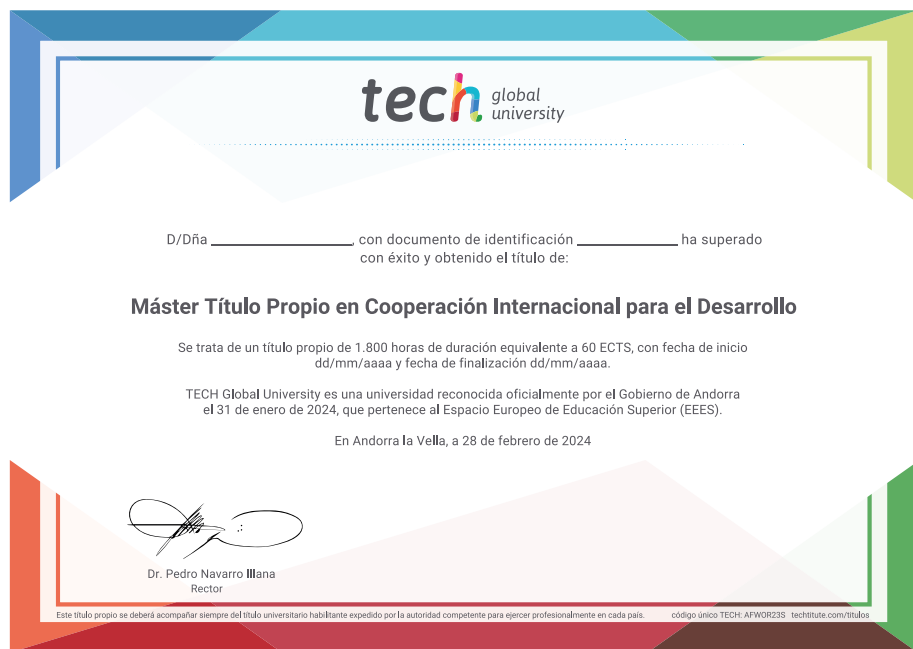 tech global university
D/Dña ______________, con documento de identificación ____________ ha superado
con éxito y obtenido el título de:
Máster Título Propio en Cooperación Internacional para el Desarrollo
Se trata de un título propio de 1.800 horas de duración equivalente a 60 ECTS, con fecha de inicio
dd/mm/aaaa y fecha de finalización dd/mm/aaaa.
TECH Global University es una universidad reconocida oficialmente por el Gobierno de Andorra
el 31 de enero de 2024, que pertenece al Espacio Europeo de Educación Superior (EEES).
En Andorra la Vella, a 28 de febrero de 2024
Dr. Pedro Navarro Illana
Rector
Este título propio se deberá acompañar siempre del título universitario habilitante expedido por la autoridad competente para ejercer profesionalmente en cada país. código único TECH: AFWOR23S techtitute.com/titulos